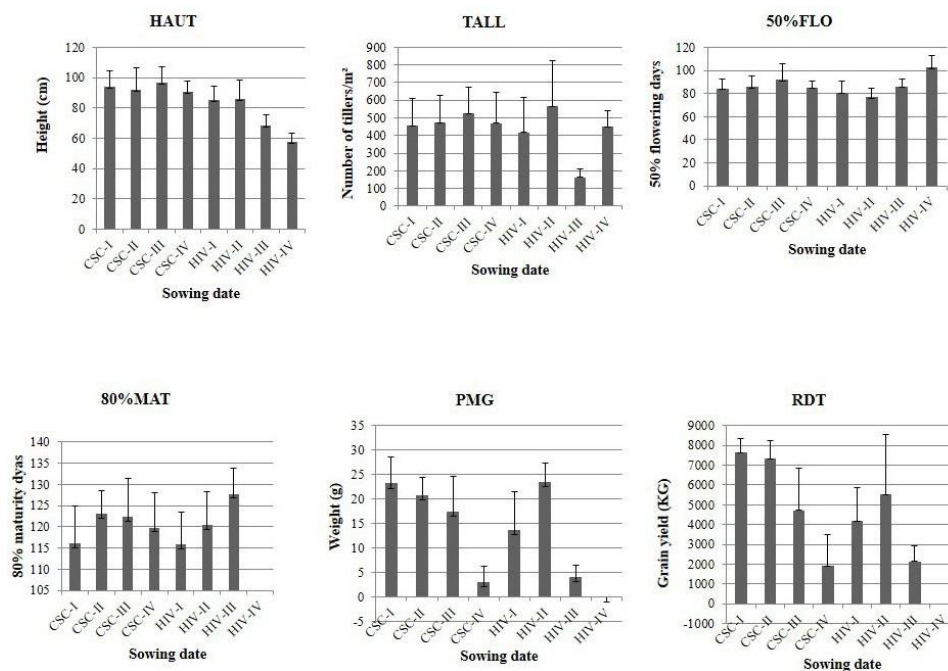 HAUT
Height (cm)
120
100
80
60
40
20
0
CSC-I
CSC-II
CSC-III
CSC-IV
HIV-I
HIV-II
HIV-III
HIV-IV
Sowing date
TALL
Number of tillers/m²
900
800
700
600
500
400
300
200
100
0
CSC-I
CSC-II
CSC-III
CSC-IV
HIV-I
HIV-II
HIV-III
HIV-IV
Sowing date
50%FLO
50% flowering days
120
100
80
60
40
20
0
CSC-I
CSC-II
CSC-III
CSC-IV
HIV-I
HIV-II
HIV-III
HIV-IV
Sowing date
80%MAT
80% maturity dyas
140
135
130
125
120
115
110
105
CSC-I
CSC-II
CSC-III
CSC-IV
HIV-I
HIV-II
HIV-III
HIV-IV
Sowing date
PMG
Weight (g)
35
30
25
20
15
10
5
0
-5
CSC-I
CSC-II
CSC-III
CSC-IV
HIV-I
HIV-II
HIV-III
HIV-IV
Sowing date
RDT
Grain yield (KG)
9000
8000
7000
6000
5000
4000
3000
2000
1000
0
-1000
CSC-I
CSC-II
CSC-III
CSC-IV
HIV-I
HIV-II
HIV-III
HIV-IV
Sowing date